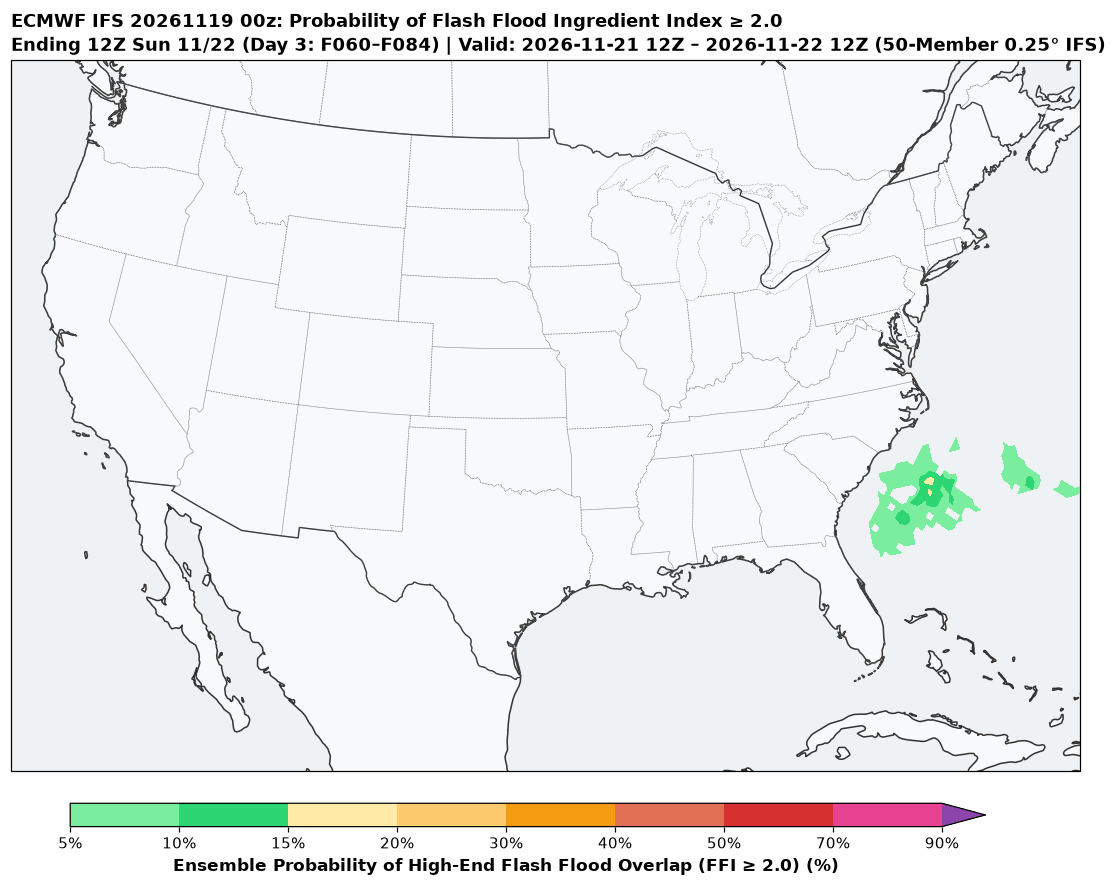 ECMWF IFS 20261119 00z: Probability of Flash Flood Ingredient Index ≥ 2.0
Ending 12Z Sun 11/22 (Day 3: F060–F084) | Valid: 2026-11-21 12Z – 2026-11-22 12Z (50-Member 0.25° IFS)
5% 10% 15% 20% 30% 40% 50% 70% 90%
Ensemble Probability of High-End Flash Flood Overlap (FFI ≥ 2.0) (%)